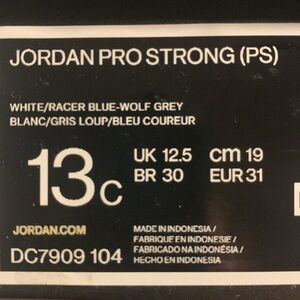 JORDAN PRO STRONG (PS)
WHITE/RACER BLUE-WOLF GREY
BLANC/GRIS LOUP/BLEU COUREUR
13c
UK 12.5 cm 19
BR 30 EUR 31
JORDAN.COM
DC7909 104
MADE IN INDONESIA/
FABRIQUE EN INDONESIE/
FABRICADO NA INDONÉSIA/
HECHO EN INDONESIA